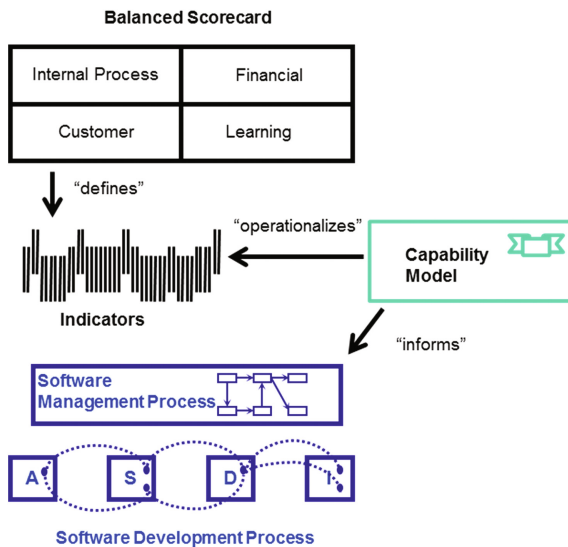 Balanced Scorecard
Internal Process
Financial
Customer
Learning
“defines”
“operationalizes”
Capability
Model
Indicators
“informs”
Software
Management Process
A
S
D
I
Software Development Process